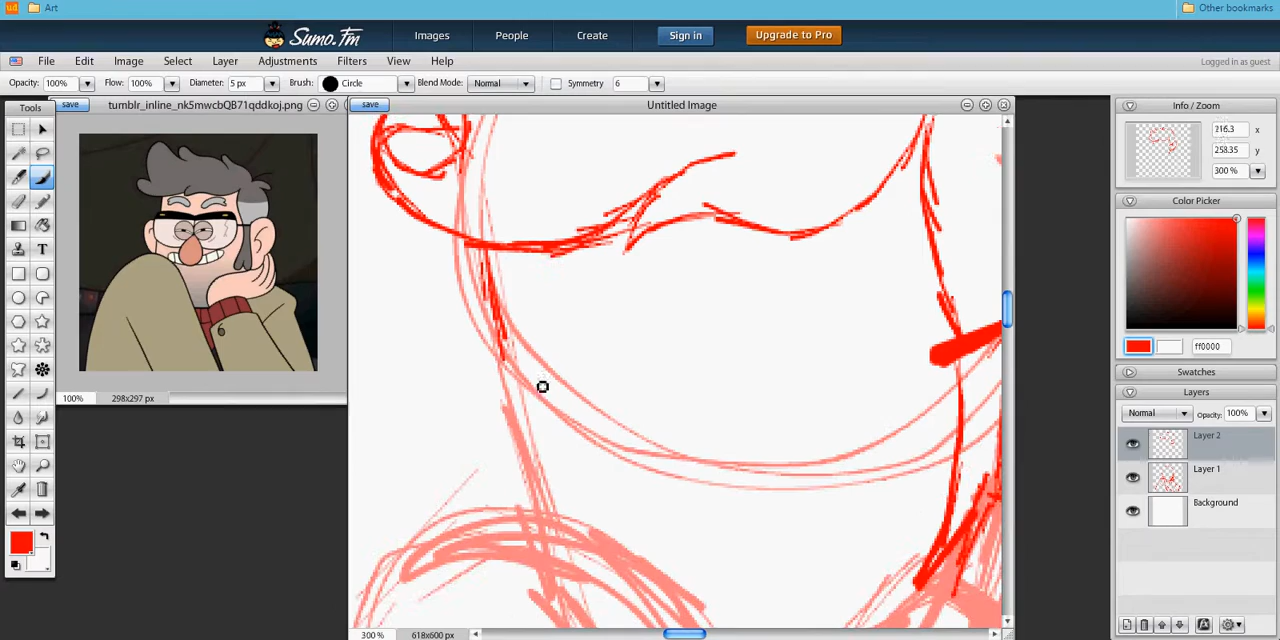 ud Art Other bookmarks
Sumo.Fm Images People Create Sign in Upgrade to Pro
File Edit Image Select Layer Adjustments Filters View Help Logged in as guest
Opacity: 100% Flow: 100% Diameter: 5 px Brush: Circle Blend Mode: Normal Symmetry 6
Tools save tumblr_inline_nk5mwcbQB71qddkoj.png save Untitled Image Info / Zoom
216.3 x
258.35 y
300 %
Color Picker
T
ff0000
Swatches
Layers
100% 298x297 px
Normal Opacity: 100%
Layer 2
Layer 1
Background
300 % 618x600 px